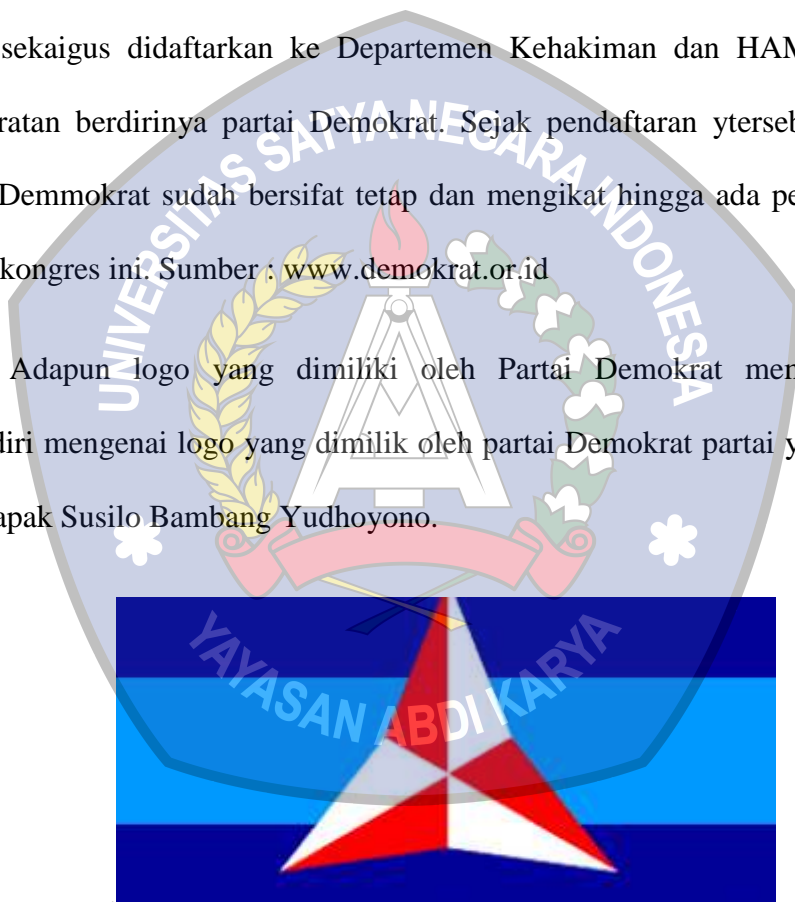 sekaigus didaftarkan ke Departemen Kehakiman dan HAM
ratan berdirinya partai Demokrat. Sejak pendaftaran yterseb
Demmokrat sudah bersifat tetap dan mengikat hingga ada pe
kongres ini. Sumber : www.demokrat.or.id
Adapun logo yang dimiliki oleh Partai Demokrat men
diri mengenai logo yang dimilik oleh partai Demokrat partai y
apak Susilo Bambang Yudhoyono.
UNIVERSITAS SATYA NEGARA INDONESIA
YAYASAN ABDI KARYA